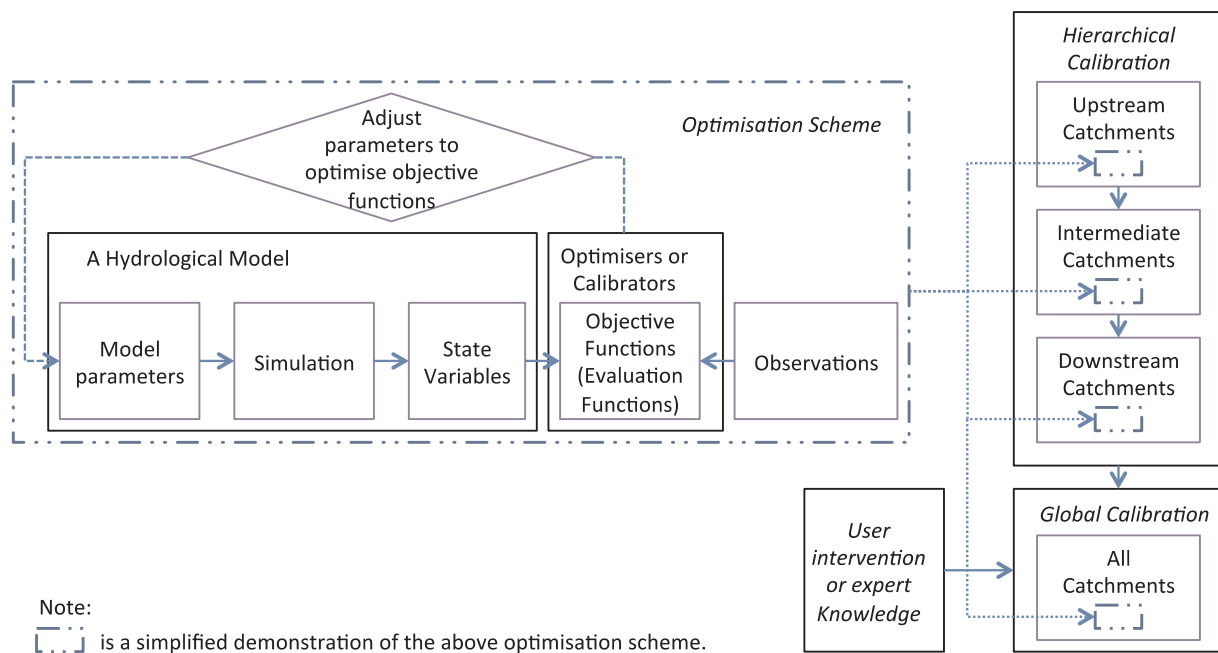 Optimisation Scheme
Adjust
parameters to
optimise objective
functions
A Hydrological Model
Model
parameters
Simulation
State
Variables
Optimisers or
Calibrators
Objective
Functions
(Evaluation
Functions)
Observations
Hierarchical
Calibration
Upstream
Catchments
Intermediate
Catchments
Downstream
Catchments
User
intervention
or expert
Knowledge
Global Calibration
All
Catchments
Note:
is a simplified demonstration of the above optimisation scheme.